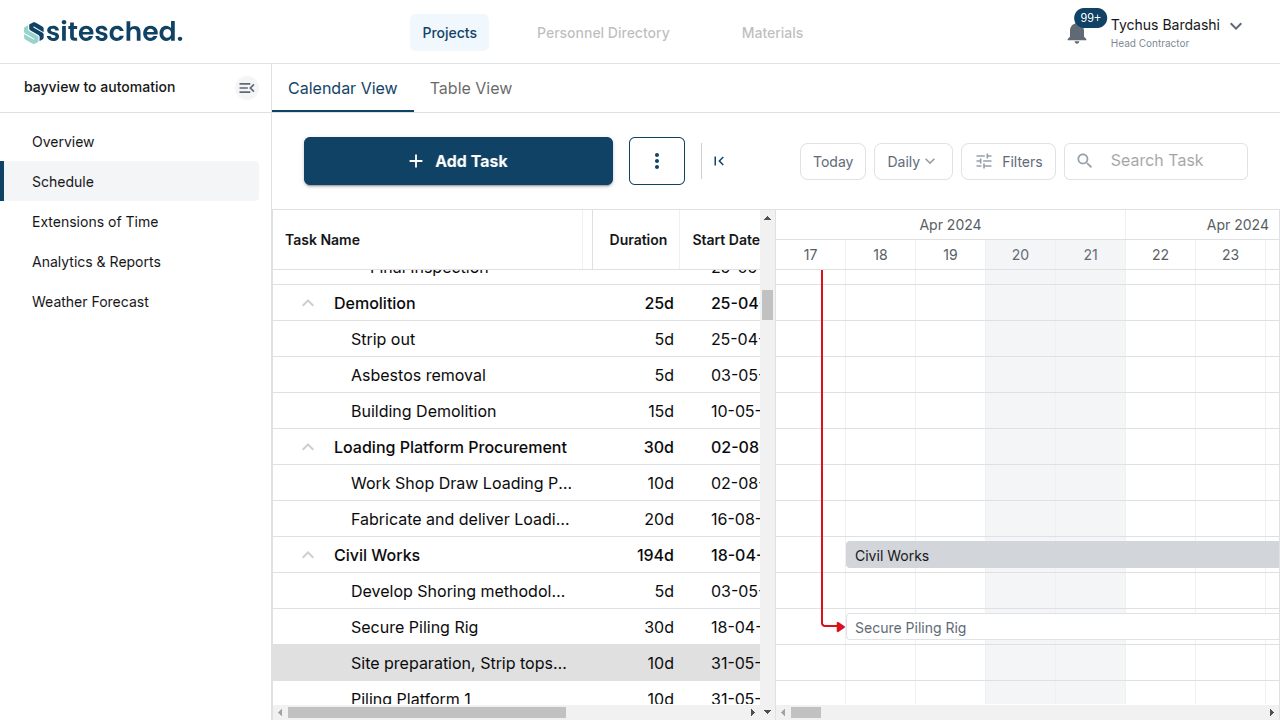 sitesched.
Projects
Personnel Directory
Materials
99+
Tychus Bardashi
Head Contractor
bayview to automation
Overview
Schedule
Extensions of Time
Analytics & Reports
Weather Forecast
Calendar View
Table View
Add Task
Today
Daily
Filters
Search Task
Task Name Duration Start Date
Apr 2024 Apr 2024
17 18 19 20 21 22 23
Final Inspection
Demolition 25d 25-04
Strip out 5d 25-04-
Asbestos removal 5d 03-05-
Building Demolition 15d 10-05-
Loading Platform Procurement 30d 02-08
Work Shop Draw Loading P... 10d 02-08-
Fabricate and deliver Loadi... 20d 16-08-
Civil Works 194d 18-04- Civil Works
Develop Shoring methodol... 5d 03-05-
Secure Piling Rig 30d 18-04- Secure Piling Rig
Site preparation, Strip tops... 10d 31-05-
Piling Platform 1 10d 31-05-